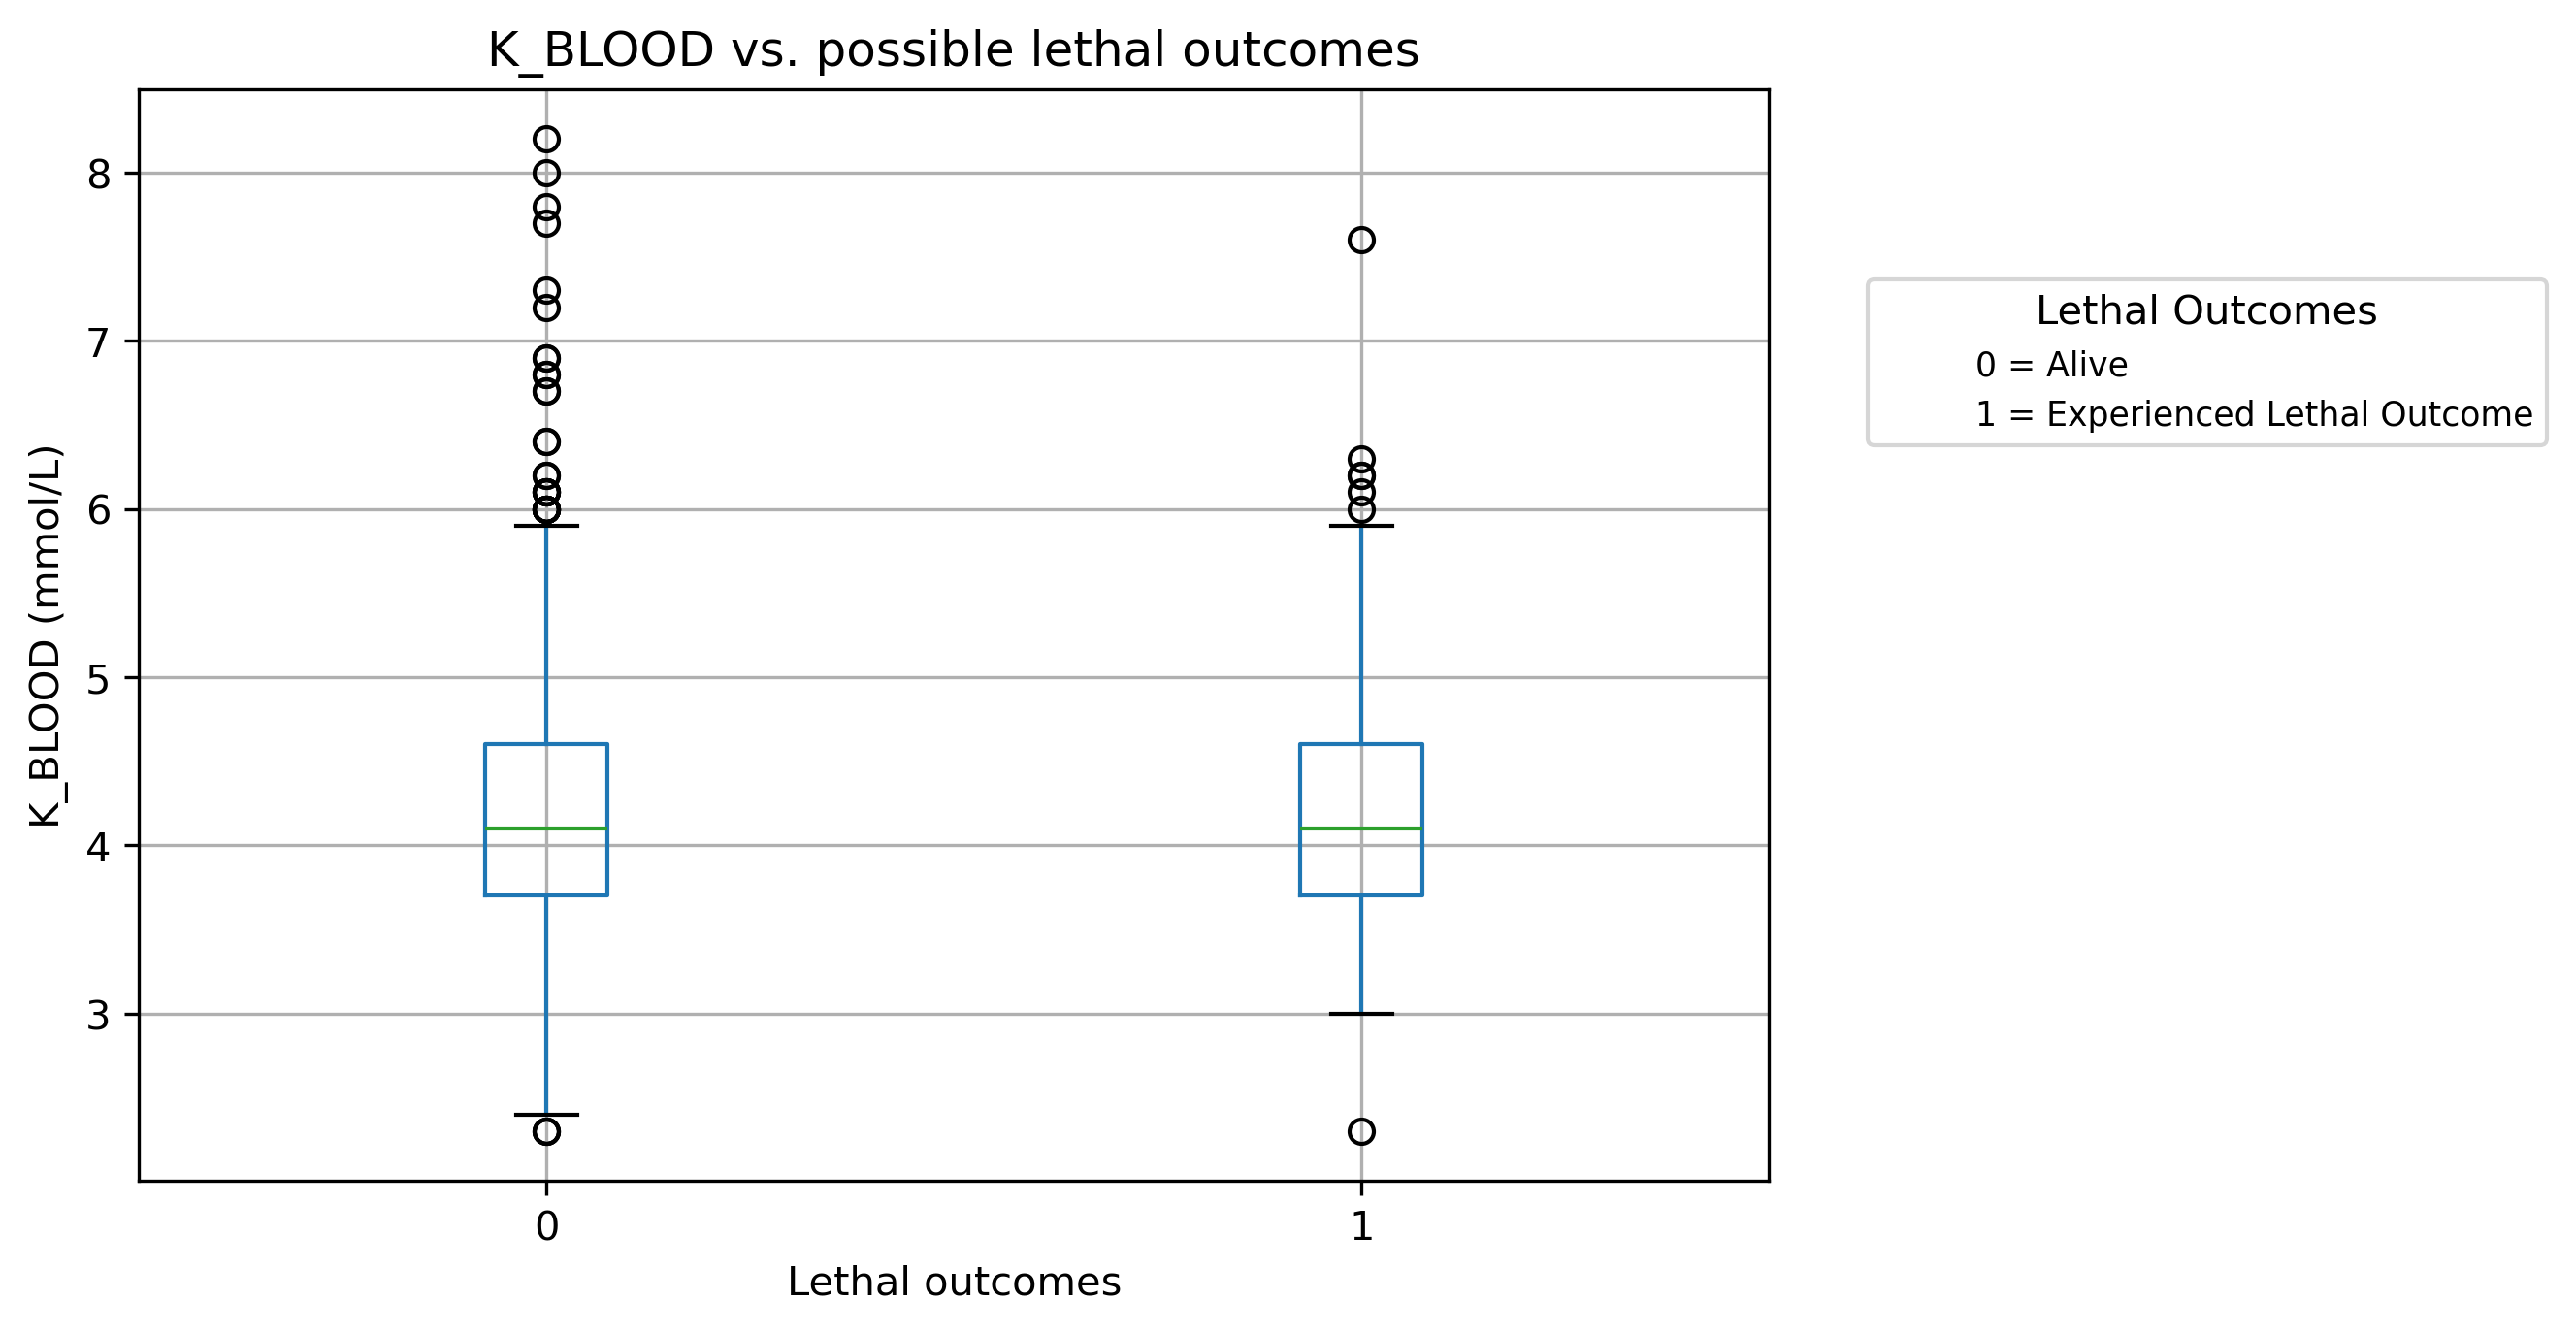 K_BLOOD vs. possible lethal outcomes
K_BLOOD (mmol/L)
8
7
6
5
4
3
0
1
Lethal outcomes
Lethal Outcomes
0 = Alive
1 = Experienced Lethal Outcome